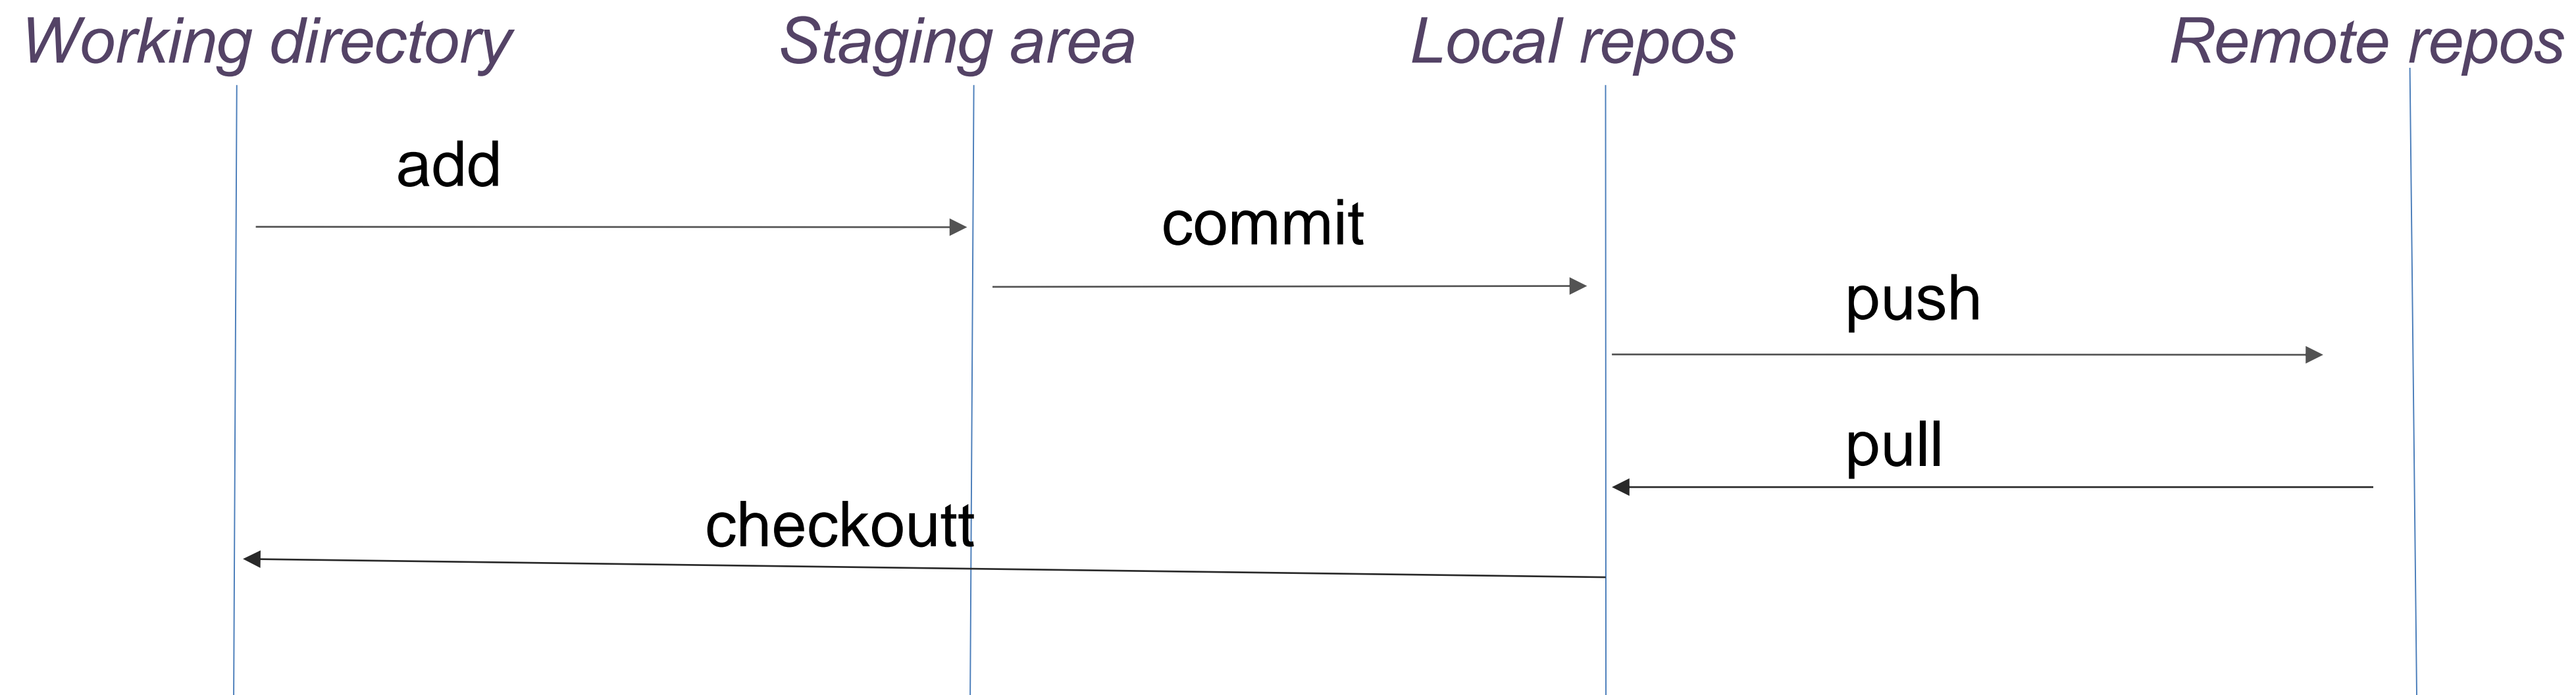 Working directory Staging area Local repos Remote repos
add
commit
push
pull
checkoutt